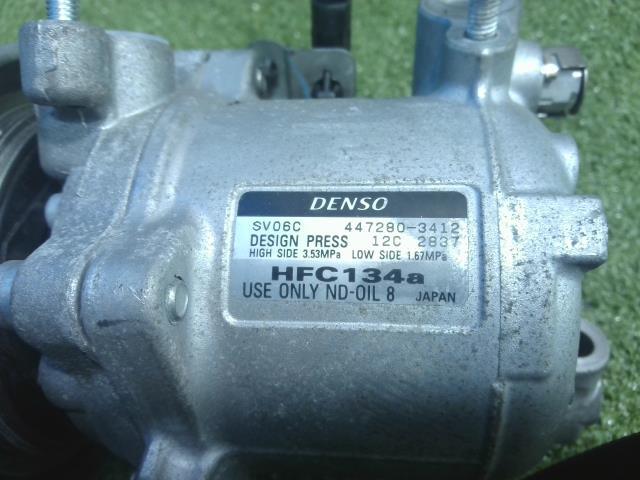 DENSO
SV06C 447280-3412
DESIGN PRESS 12C 2837
HIGH SIDE 3.53MPa LOW SIDE 1.67MPa
HFC134a
USE ONLY ND-OIL 8 JAPAN